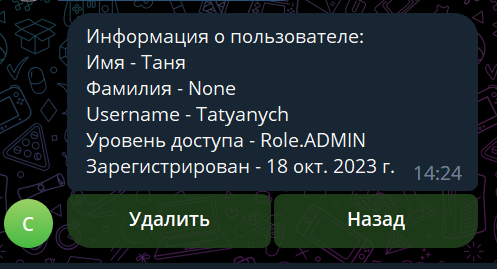 Информация о пользователе:
Имя - Таня
Фамилия - None
Username - Tatyanych
Уровень доступа - Role.ADMIN
Зарегистрирован - 18 окт. 2023 г.
14:24
С
Удалить
Назад